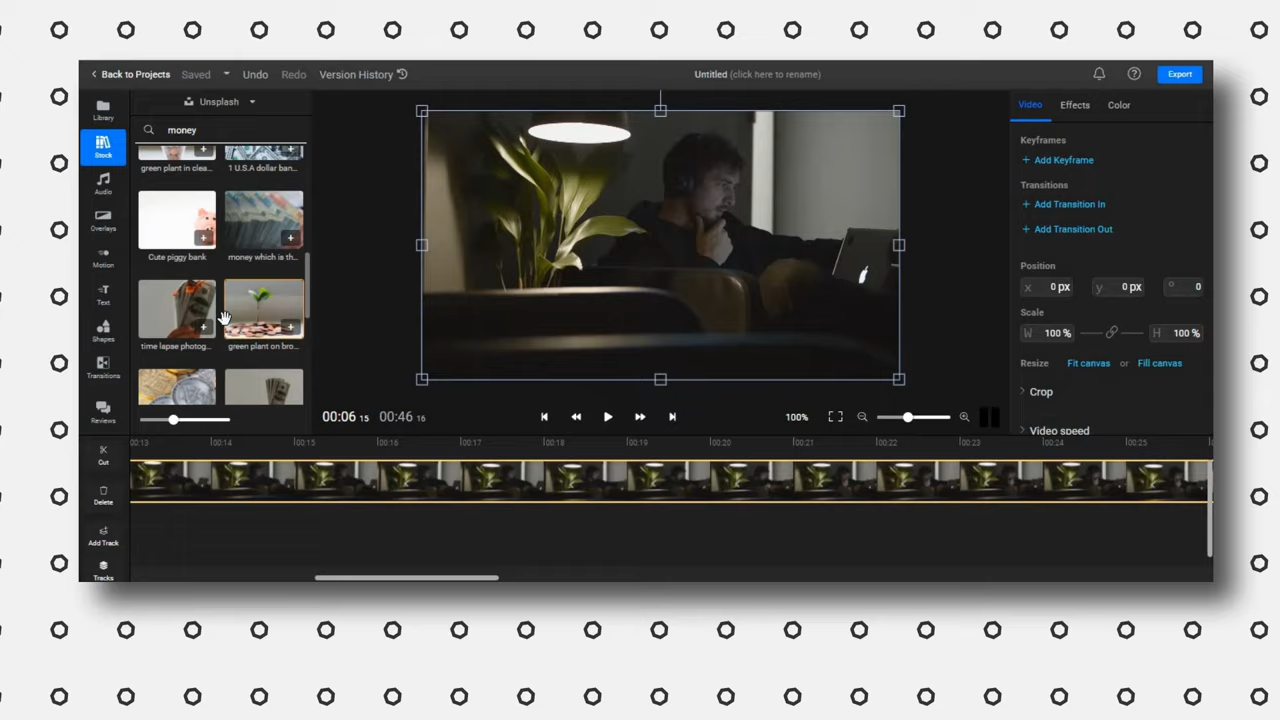 Back to Projects Saved Undo Redo Version History Untitled (click here to rename) Export
Library
Stock
Audio
Overlays
Motion
Text
Shapes
Transitions
Reviews
Unsplash
money
green plant in clea... 1 U.S.A dollar ban...
Cute piggy bank money which is th...
time lapse photog... green plant on bro...
00:06 15 00:46 16 100%
Video Effects Color
Keyframes
+ Add Keyframe
Transitions
+ Add Transition In
+ Add Transition Out
Position
x 0 px y 0 px ° 0
Scale
W 100 % H 100 %
Resize Fit canvas or Fill canvas
Crop
Video speed
00:13 00:14 00:15 00:16 00:17 00:18 00:19 00:20 00:21 00:22 00:23 00:24 00:25
Cut
Delete
Add Track
Tracks